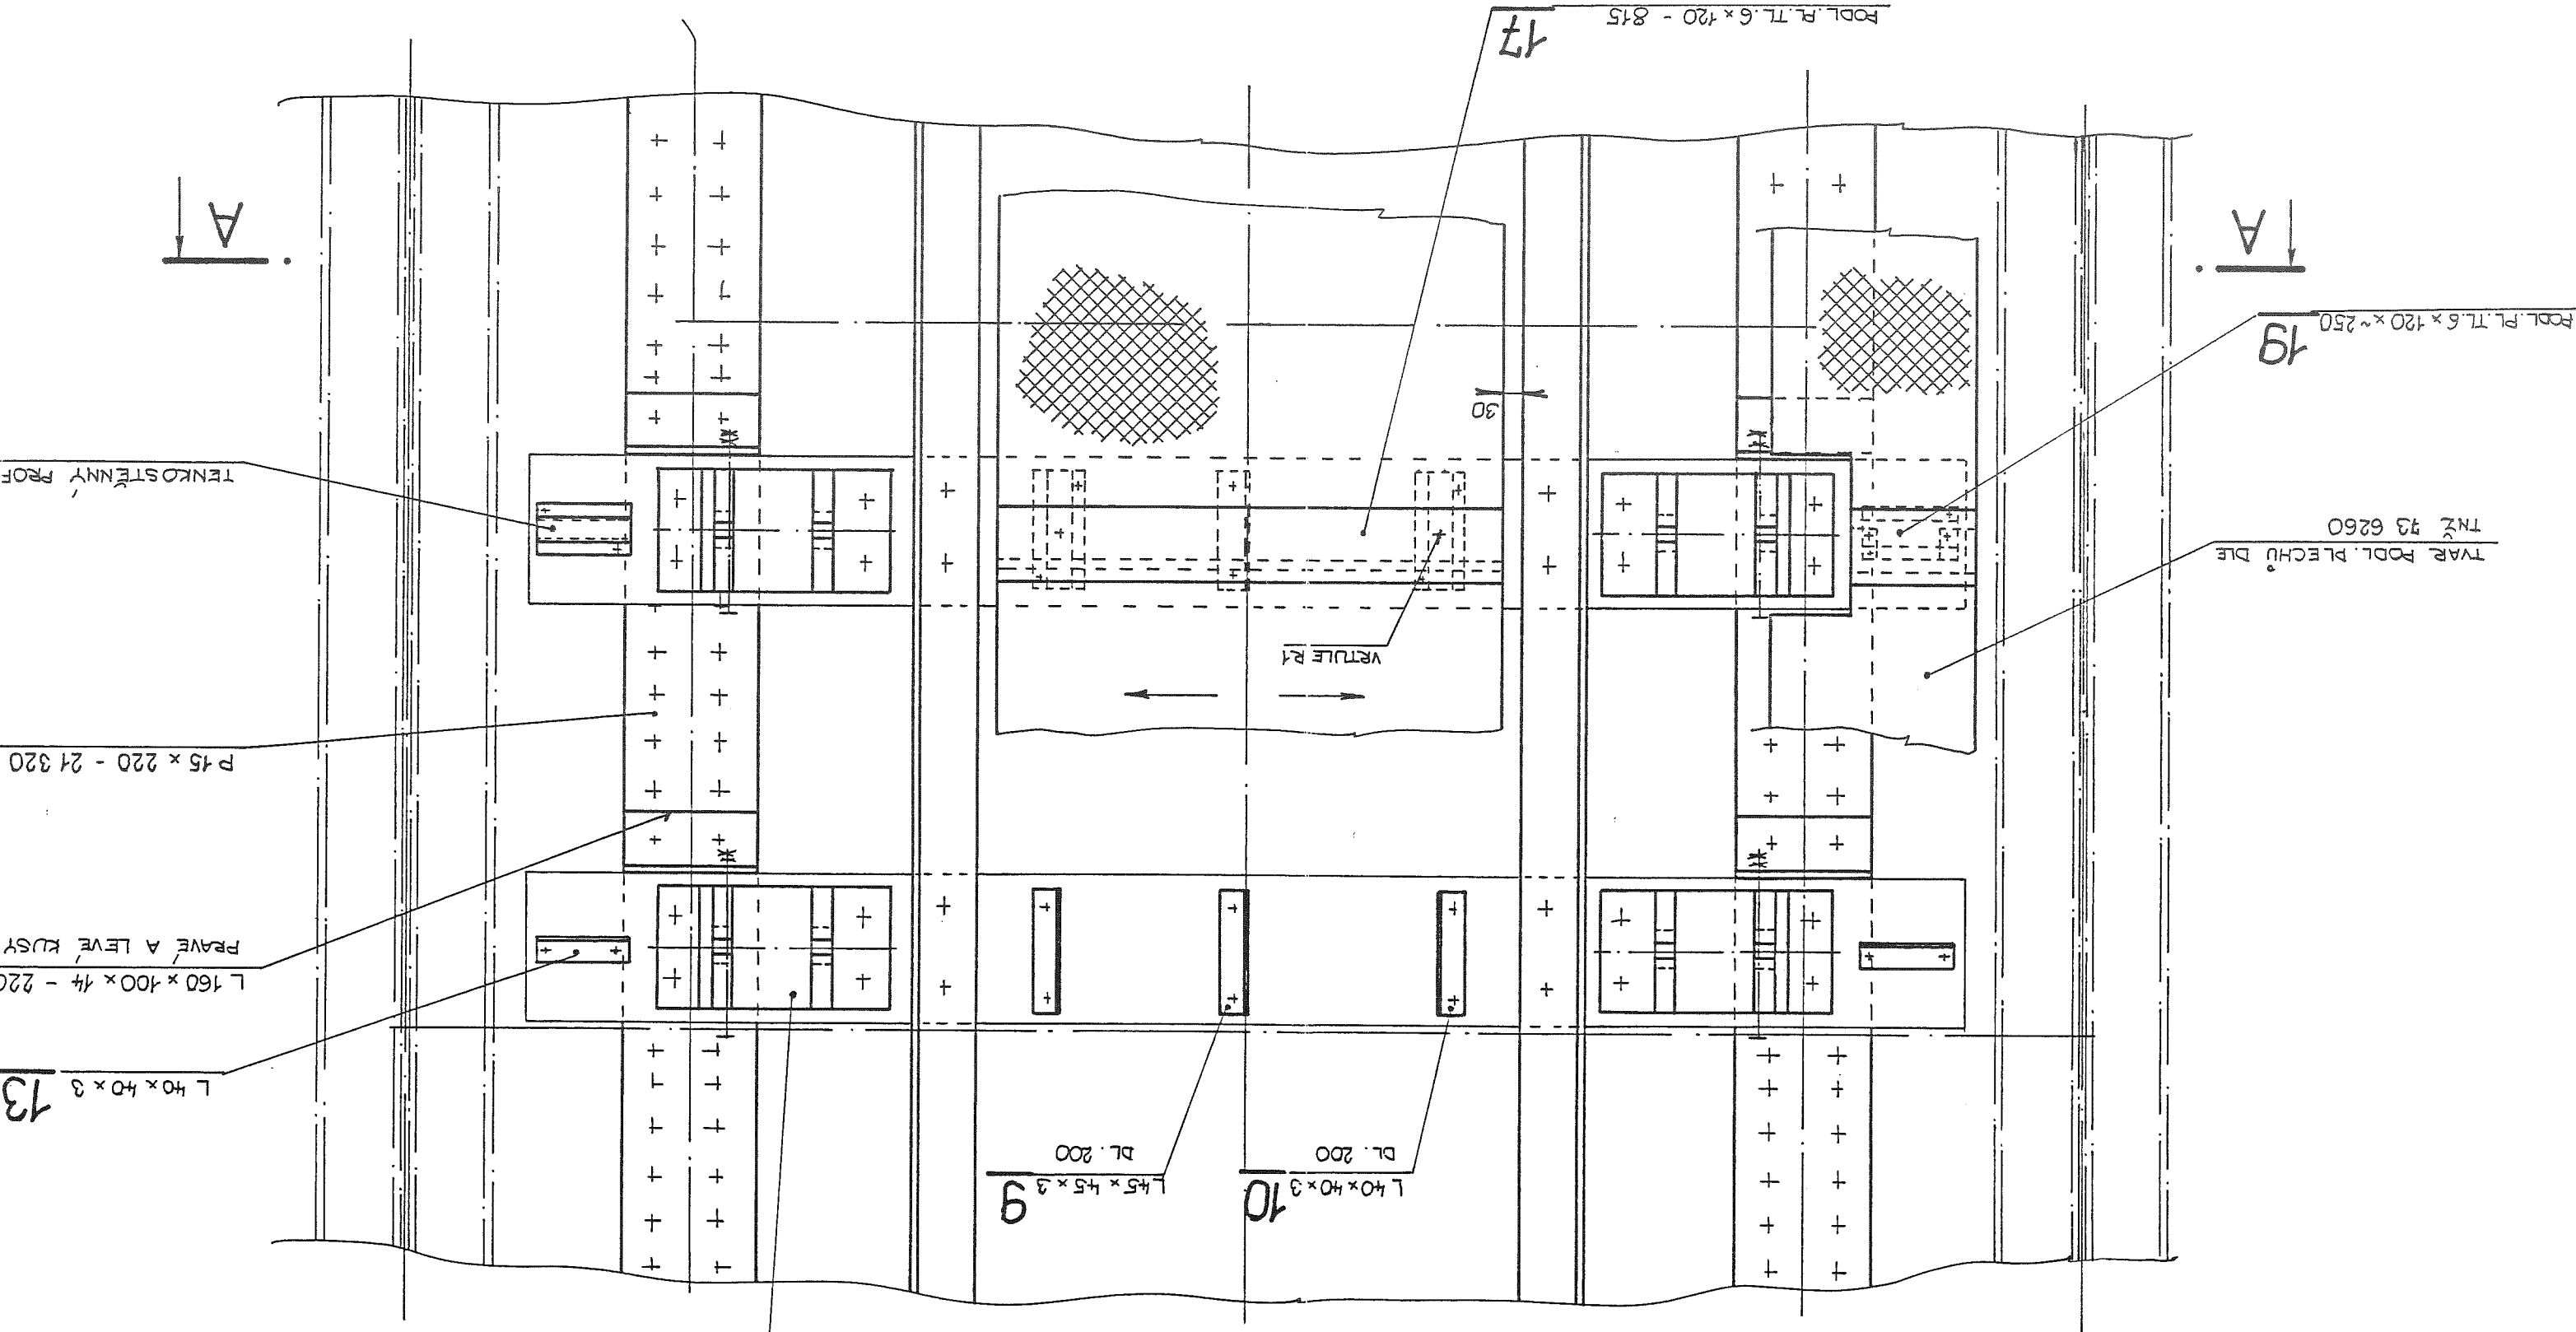 L 40 x 40 x 3
DL. 200
10
L 45 x 45 x 3
DL. 200
9
L 40 x 40 x 3
13
L 160 x 100 x 14 - 220
PRAVÉ A LEVÉ KUSY
P 15 x 220 - 21 320
VRTULE R1
TVAR PODL. PLECHŮ DLE
TNŽ 73 6260
TENKOSTĚNNÝ PROF
30
PODL. PL. TL. 6 x 120 x ~ 250
19
A
A
PODL. PL. TL. 6 x 120 - 815
17